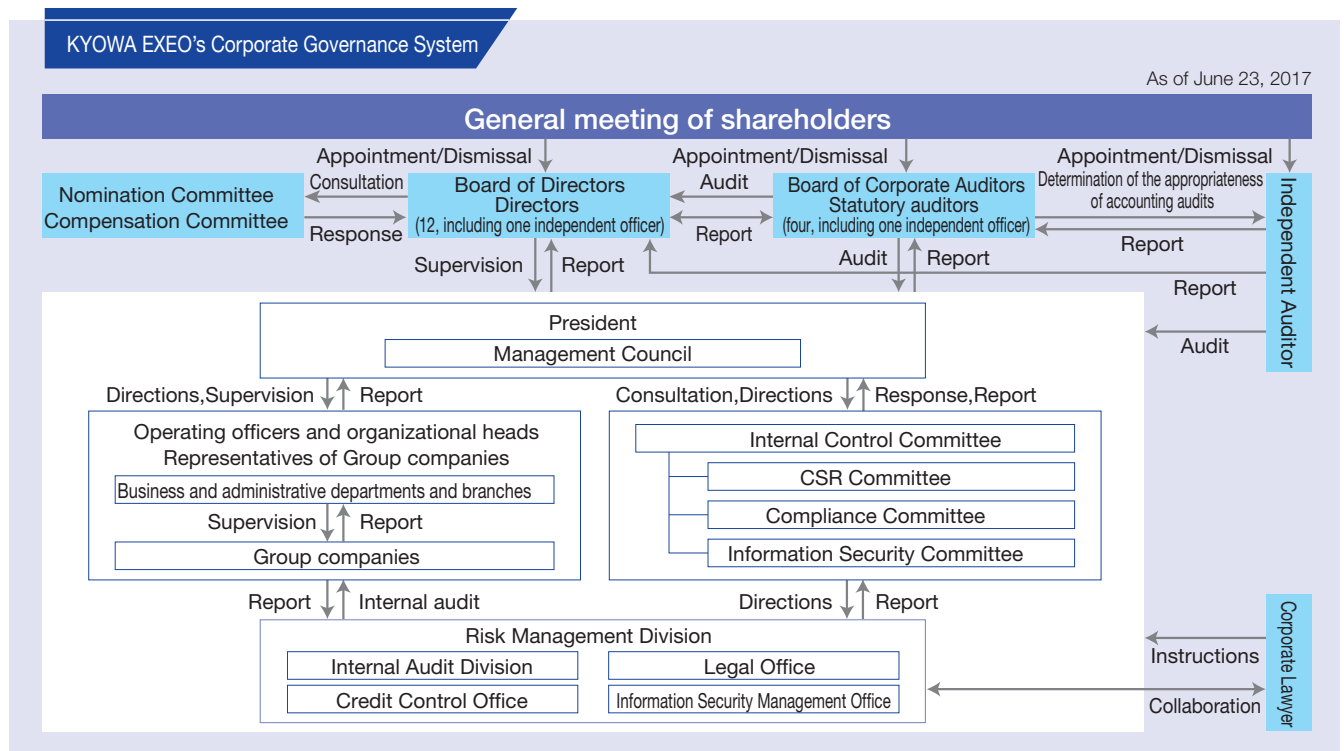 KYOWA EXEO’s Corporate Governance System
As of June 23, 2017
General meeting of shareholders
Appointment/Dismissal
Appointment/Dismissal
Appointment/Dismissal
Nomination Committee
Compensation Committee
Consultation
Response
Board of Directors
Directors
(12, including one independent officer)
Audit
Report
Board of Corporate Auditors
Statutory auditors
(four, including one independent officer)
Determination of the appropriateness
of accounting audits
Report
Independent Auditor
Supervision
Report
Audit
Report
Report
Audit
President
Management Council
Directions,Supervision
Report
Consultation,Directions
Response,Report
Operating officers and organizational heads
Representatives of Group companies
Business and administrative departments and branches
Supervision
Report
Group companies
Internal Control Committee
CSR Committee
Compliance Committee
Information Security Committee
Report
Internal audit
Directions
Report
Risk Management Division
Internal Audit Division
Legal Office
Credit Control Office
Information Security Management Office
Instructions
Collaboration
Corporate Lawyer